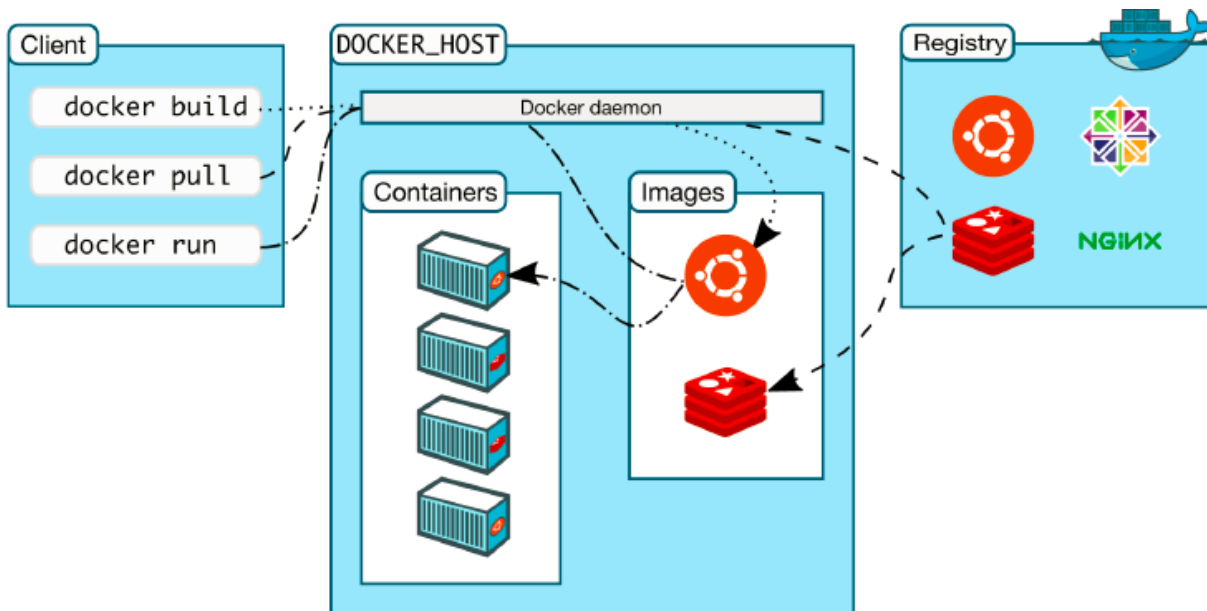 Client
docker build
docker pull
docker run
DOCKER_HOST
Docker daemon
Containers
Images
Registry
NGINX